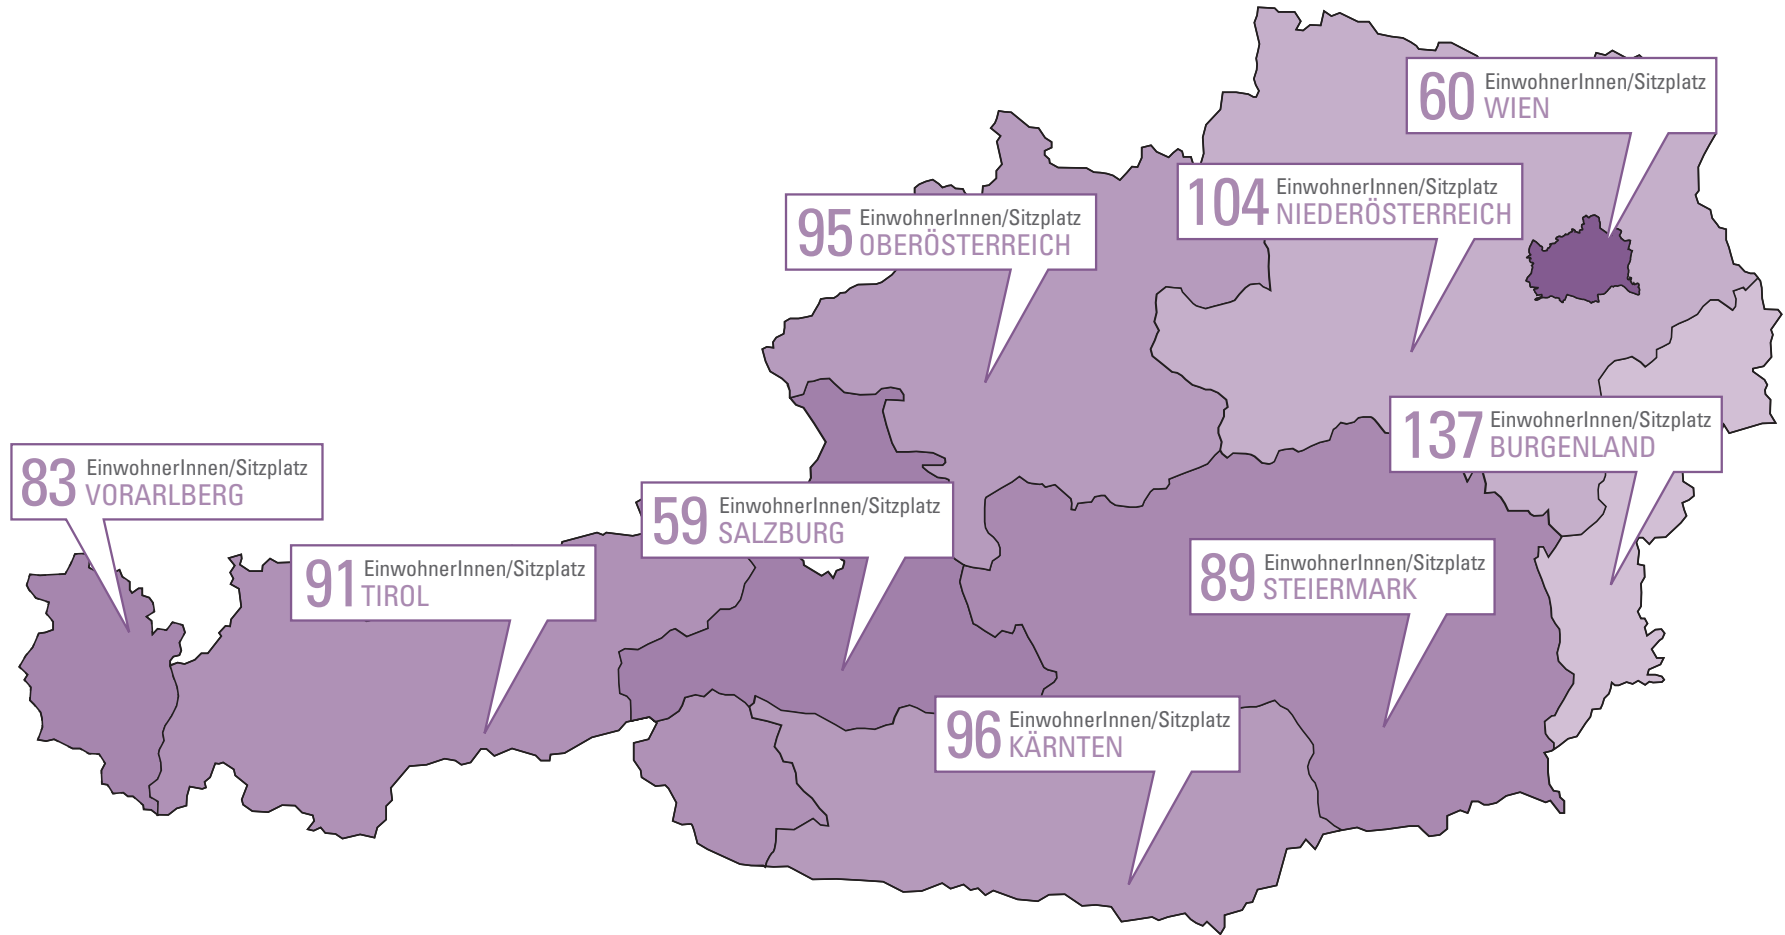 60 EinwohnerInnen/Sitzplatz
WIEN
104 EinwohnerInnen/Sitzplatz
NIEDERÖSTERREICH
95 EinwohnerInnen/Sitzplatz
OBERÖSTERREICH
137 EinwohnerInnen/Sitzplatz
BURGENLAND
83 EinwohnerInnen/Sitzplatz
VORARLBERG
59 EinwohnerInnen/Sitzplatz
SALZBURG
91 EinwohnerInnen/Sitzplatz
TIROL
89 EinwohnerInnen/Sitzplatz
STEIERMARK
96 EinwohnerInnen/Sitzplatz
KÄRNTEN